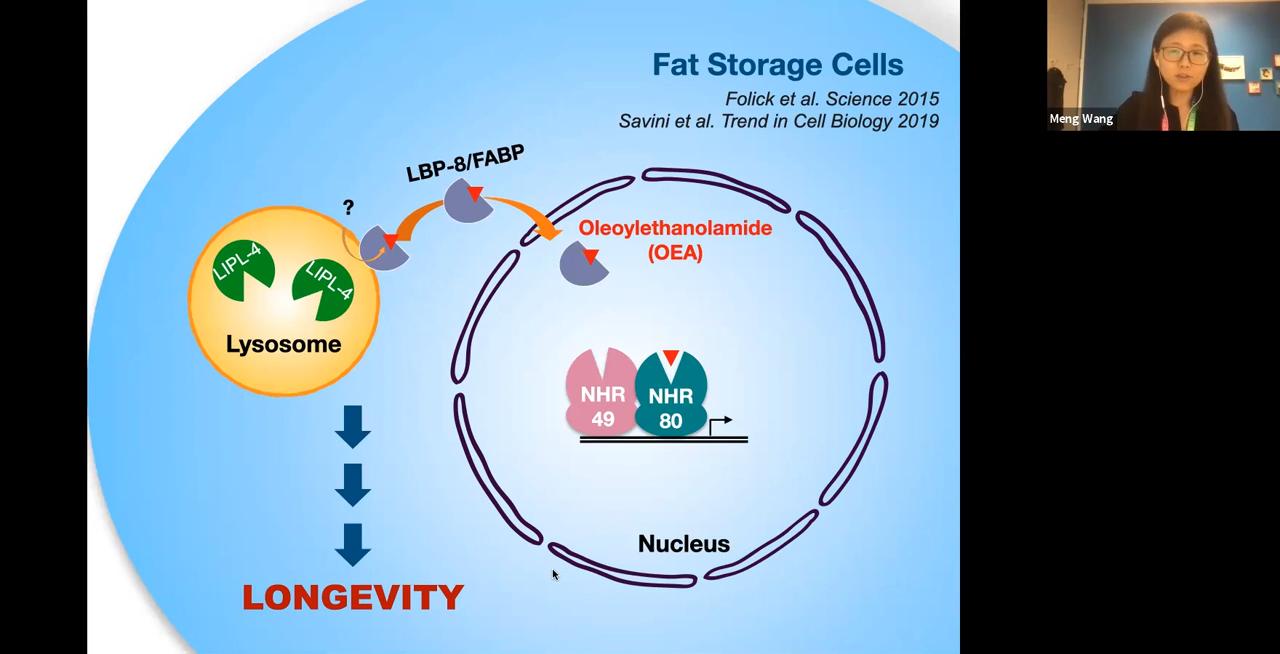 Fat Storage Cells
Folick et al. Science 2015
Savini et al. Trend in Cell Biology 2019
Meng Wang
LBP-8/FABP
?
Oleoylethanolamide
(OEA)
LIPL-4
LIPL-4
Lysosome
NHR
49
NHR
80
Nucleus
LONGEVITY